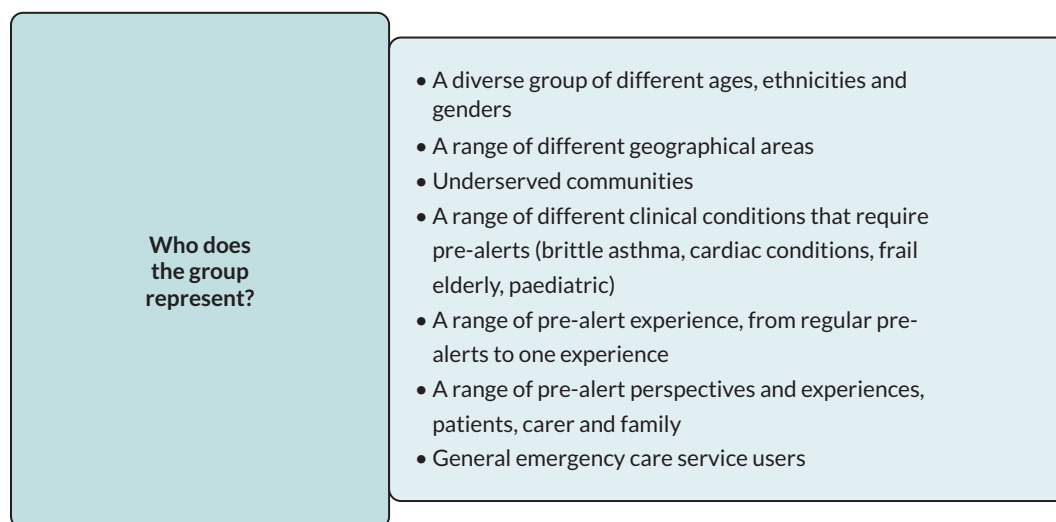 Who does
the group
represent?
• A diverse group of different ages, ethnicities and
genders
• A range of different geographical areas
• Underserved communities
• A range of different clinical conditions that require
pre-alerts (brittle asthma, cardiac conditions, frail
elderly, paediatric)
• A range of pre-alert experience, from regular pre-
alerts to one experience
• A range of pre-alert perspectives and experiences,
patients, carer and family
• General emergency care service users